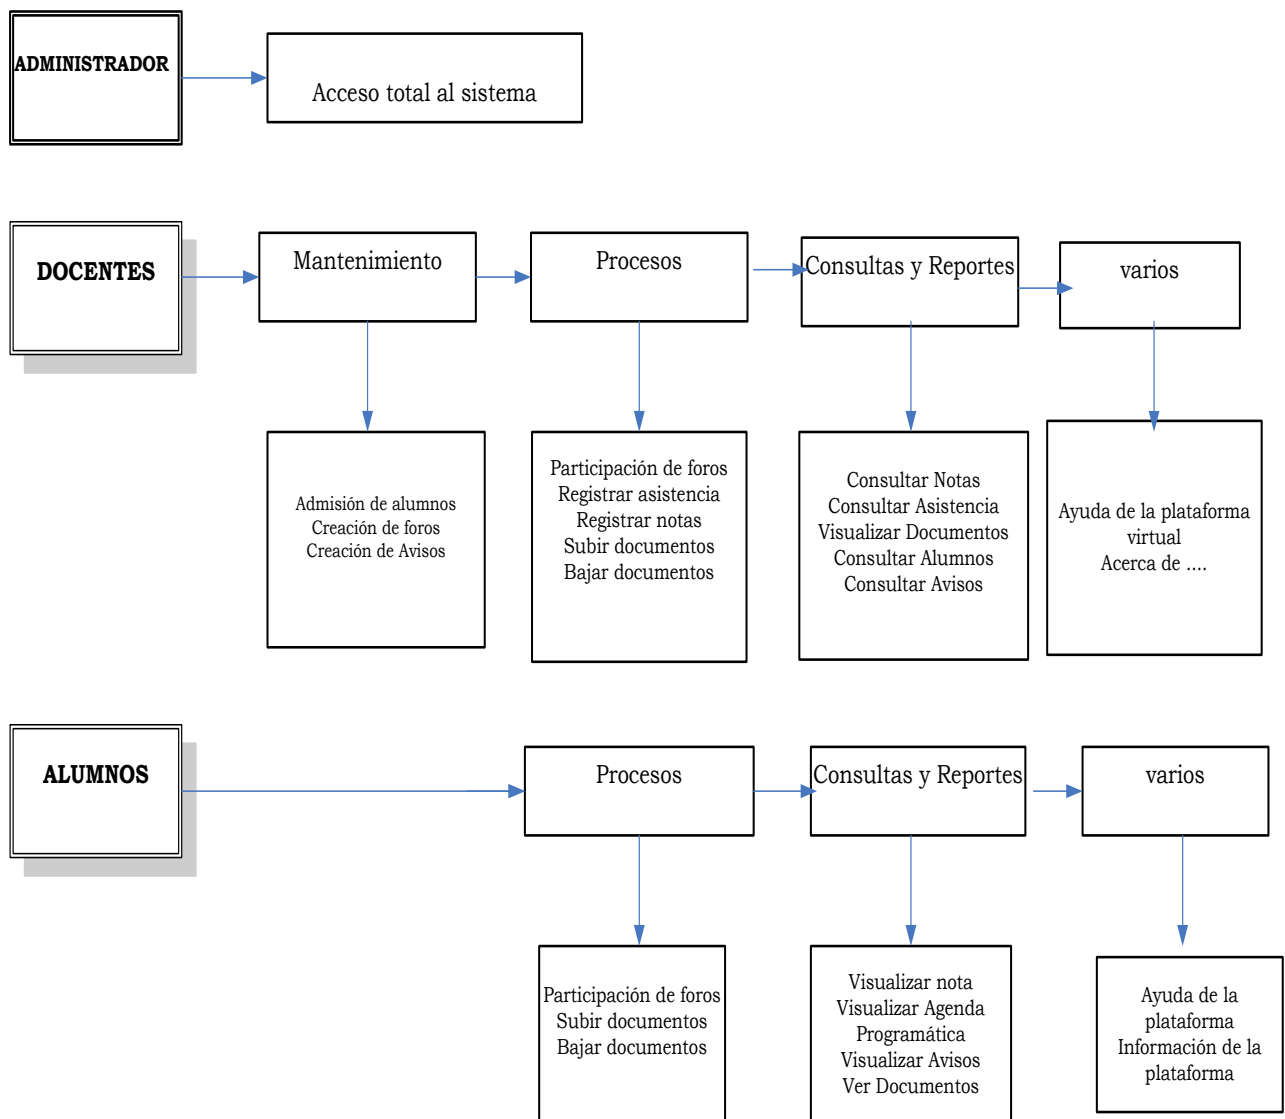 ADMINISTRADOR
Acceso total al sistema
DOCENTES
Mantenimiento
Procesos
Consultas y Reportes
varios
Admisión de alumnos
Creación de foros
Creación de Avisos
Participación de foros
Registrar asistencia
Registrar notas
Subir documentos
Bajar documentos
Consultar Notas
Consultar Asistencia
Visualizar Documentos
Consultar Alumnos
Consultar Avisos
Ayuda de la plataforma
virtual
Acerca de ....
ALUMNOS
Procesos
Consultas y Reportes
varios
Participación de foros
Subir documentos
Bajar documentos
Visualizar nota
Visualizar Agenda
Programática
Visualizar Avisos
Ver Documentos
Ayuda de la
plataforma
Información de la
plataforma